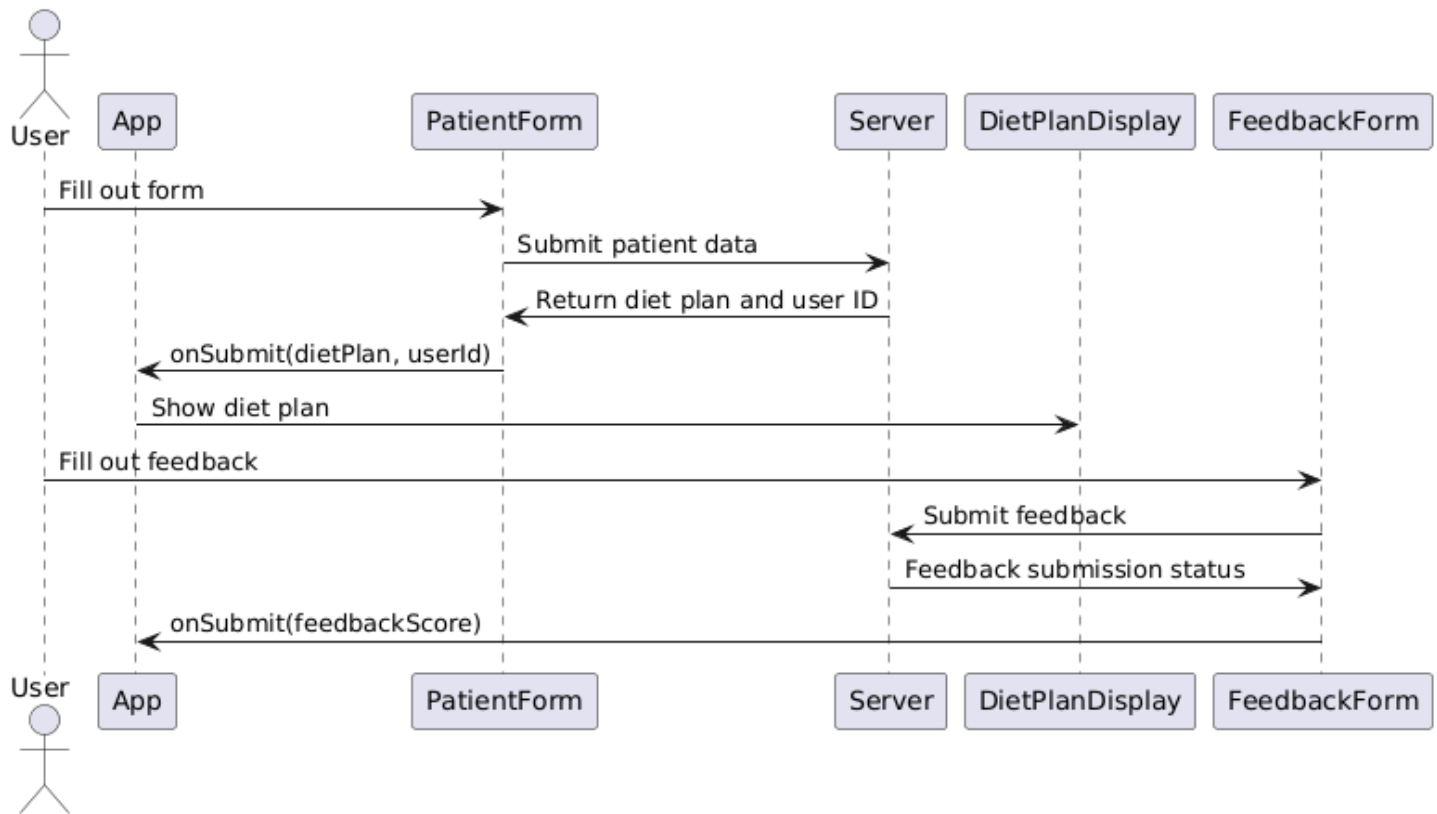 User
App
PatientForm
Server
DietPlanDisplay
FeedbackForm
Fill out form
Submit patient data
Return diet plan and user ID
onSubmit(dietPlan, userId)
Show diet plan
Fill out feedback
Submit feedback
Feedback submission status
onSubmit(feedbackScore)
User
App
PatientForm
Server
DietPlanDisplay
FeedbackForm